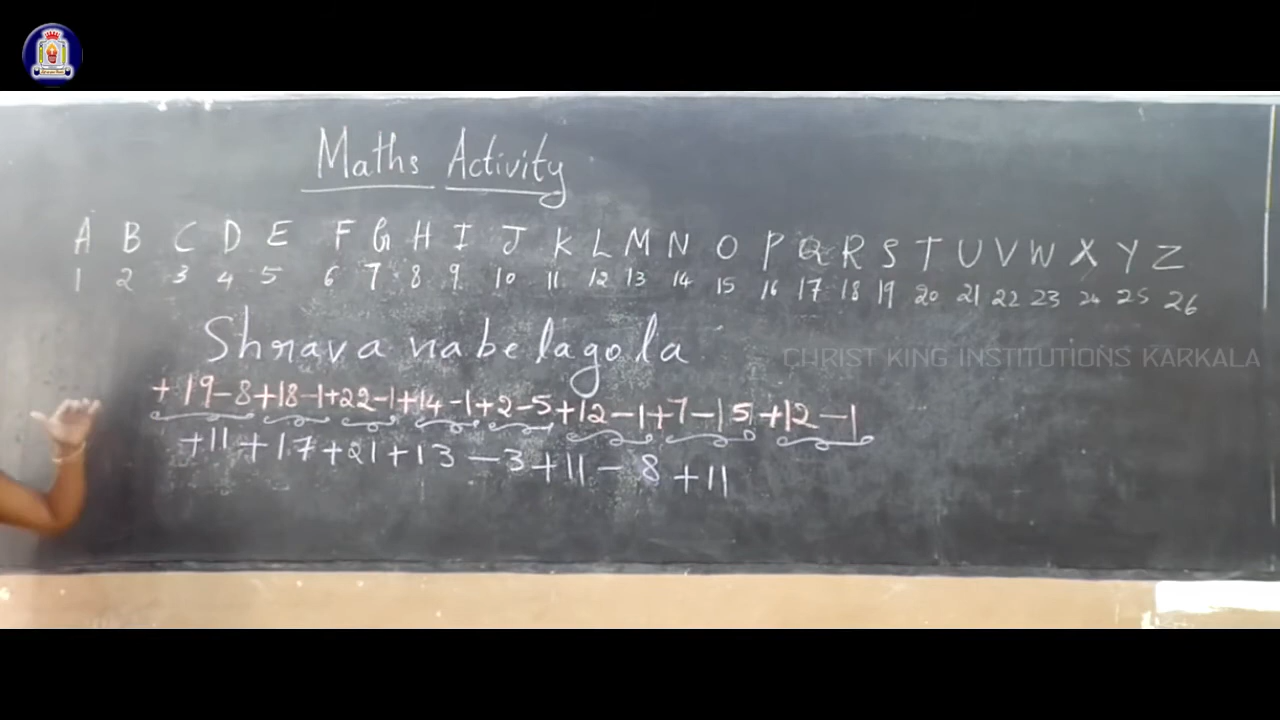 Maths Activity
A B C D E F G H I J K L M N O P Q R S T U V W X Y Z
1 2 3 4 5 6 7 8 9 10 11 12 13 14 15 16 17 18 19 20 21 22 23 24 25 26
Shravanabelagola
CHRIST KING INSTITUTIONS KARKALA
+19-8+18-1+22-1+14-1+2-5+12-1+7-15+12-1
+11+17+21+13-3+11-8+11